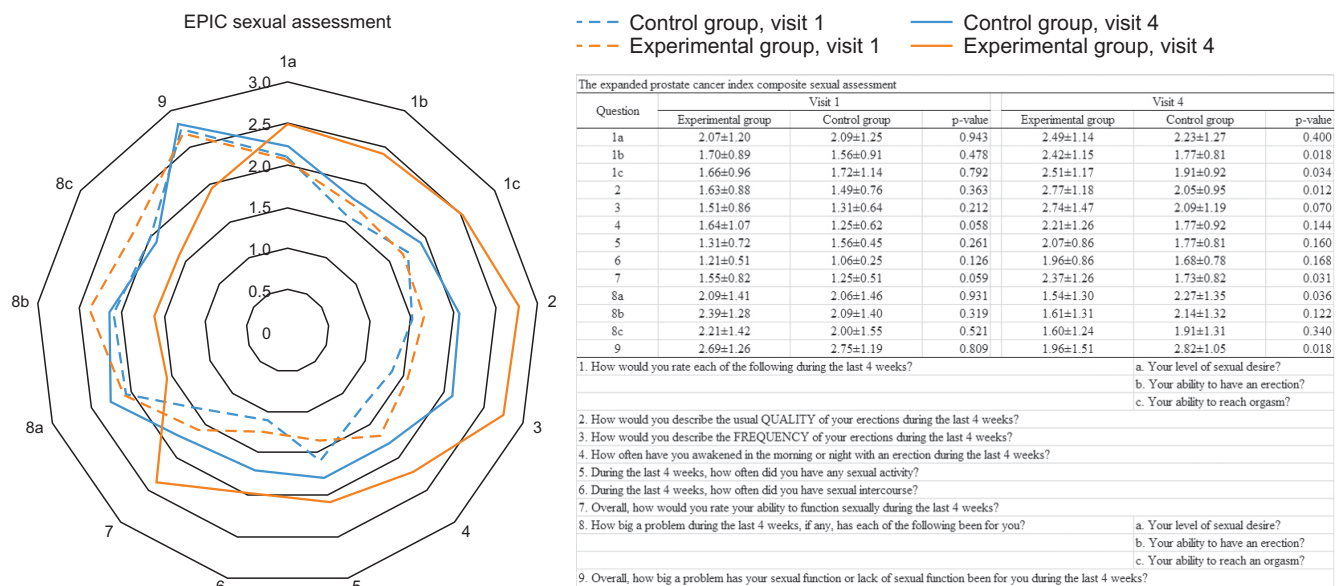 EPIC sexual assessment
Control group, visit 1
Control group, visit 4
Experimental group, visit 1
Experimental group, visit 4
1a
1b
1c
2
3
4
5
6
7
8a
8b
8c
9
3.0
2.5
2.0
1.5
1.0
0.5
0
The expanded prostate cancer index composite sexual assessment
Question Visit 1 Visit 4
Experimental group Control group p-value Experimental group Control group p-value
1a 2.07±1.20 2.09±1.25 0.943 2.49±1.14 2.23±1.27 0.400
1b 1.70±0.89 1.56±0.91 0.478 2.42±1.15 1.77±0.81 0.018
1c 1.66±0.96 1.72±1.14 0.792 2.51±1.17 1.91±0.92 0.034
2 1.63±0.88 1.49±0.76 0.363 2.77±1.18 2.05±0.95 0.012
3 1.51±0.86 1.31±0.64 0.212 2.74±1.47 2.09±1.19 0.070
4 1.64±1.07 1.25±0.62 0.058 2.21±1.26 1.77±0.92 0.144
5 1.31±0.72 1.56±0.45 0.261 2.07±0.86 1.77±0.81 0.160
6 1.21±0.51 1.06±0.25 0.126 1.96±0.86 1.68±0.78 0.168
7 1.55±0.82 1.25±0.51 0.059 2.37±1.26 1.73±0.82 0.031
8a 2.09±1.41 2.06±1.46 0.931 1.54±1.30 2.27±1.35 0.036
8b 2.39±1.28 2.09±1.40 0.319 1.61±1.31 2.14±1.32 0.122
8c 2.21±1.42 2.00±1.55 0.521 1.60±1.24 1.91±1.31 0.340
9 2.69±1.26 2.75±1.19 0.809 1.96±1.51 2.82±1.05 0.018
1. How would you rate each of the following during the last 4 weeks? a. Your level of sexual desire?
b. Your ability to have an erection?
c. Your ability to reach orgasm?
2. How would you describe the usual QUALITY of your erections during the last 4 weeks?
3. How would you describe the FREQUENCY of your erections during the last 4 weeks?
4. How often have you awakened in the morning or night with an erection during the last 4 weeks?
5. During the last 4 weeks, how often did you have any sexual activity?
6. During the last 4 weeks, how often did you have sexual intercourse?
7. Overall, how would you rate your ability to function sexually during the last 4 weeks?
8. How big a problem during the last 4 weeks, if any, has each of the following been for you? a. Your level of sexual desire?
b. Your ability to have an erection?
c. Your ability to reach an orgasm?
9. Overall, how big a problem has your sexual function or lack of sexual function been for you during the last 4 weeks?